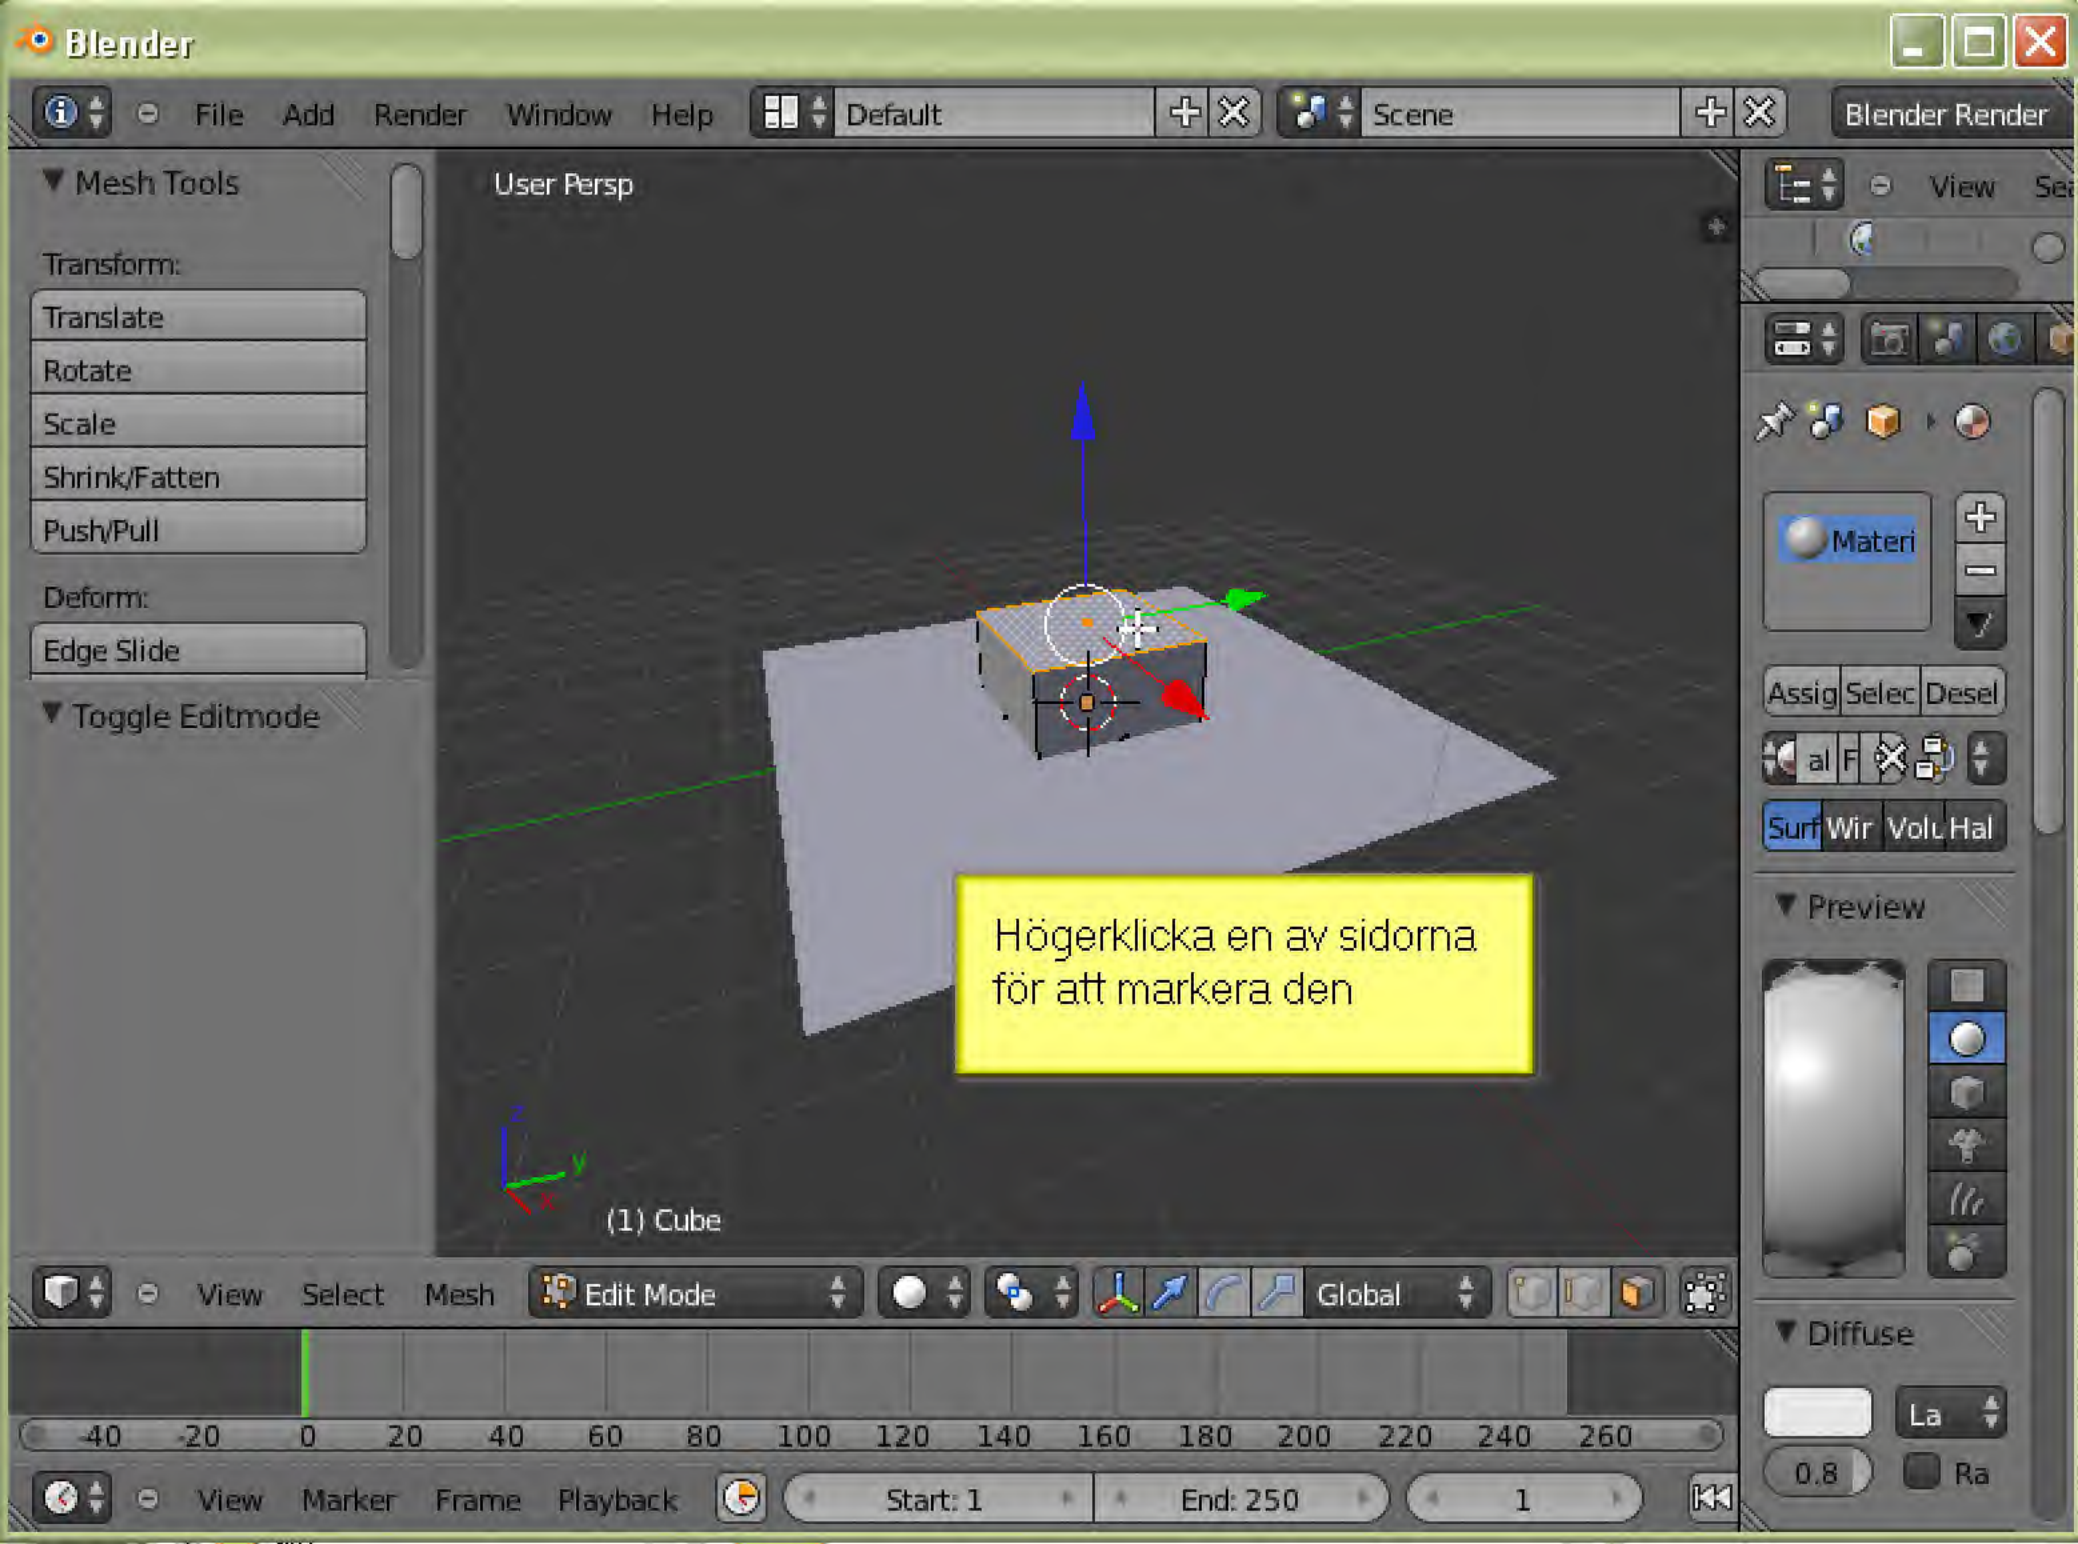 Blender
File Add Render Window Help Default Scene Blender Render
Mesh Tools
User Persp
View
Transform:
Translate
Rotate
Scale
Shrink/Fatten
Push/Pull
Deform:
Edge Slide
Toggle Editmode
Materi
Assig Selec Desel
al F
Surf Wir Volu Hal
Preview
Högerklicka en av sidorna
för att markera den
z
y
x
(1) Cube
View Select Mesh Edit Mode Global
Diffuse
La
0.8 Ra
-40 -20 0 20 40 60 80 100 120 140 160 180 200 220 240 260
View Marker Frame Playback Start: 1 End: 250 1